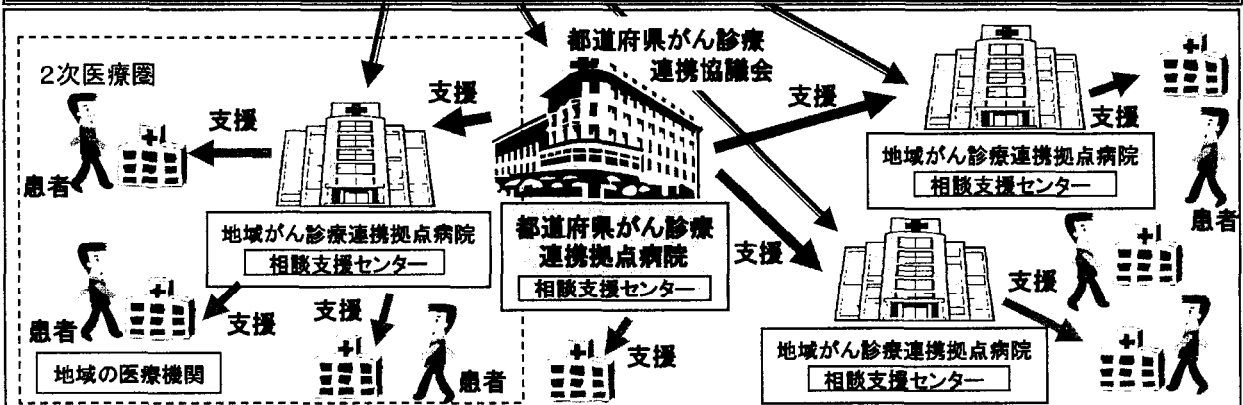 都道府県がん診療
連携協議会
2次医療圏
支援
支援
患者
地域がん診療連携拠点病院
相談支援センター
支援
患者
支援
患者
地域の医療機関
都道府県がん診療
連携拠点病院
相談支援センター
支援
支援
支援
地域がん診療連携拠点病院
相談支援センター
支援
患者
地域がん診療連携拠点病院
相談支援センター
支援